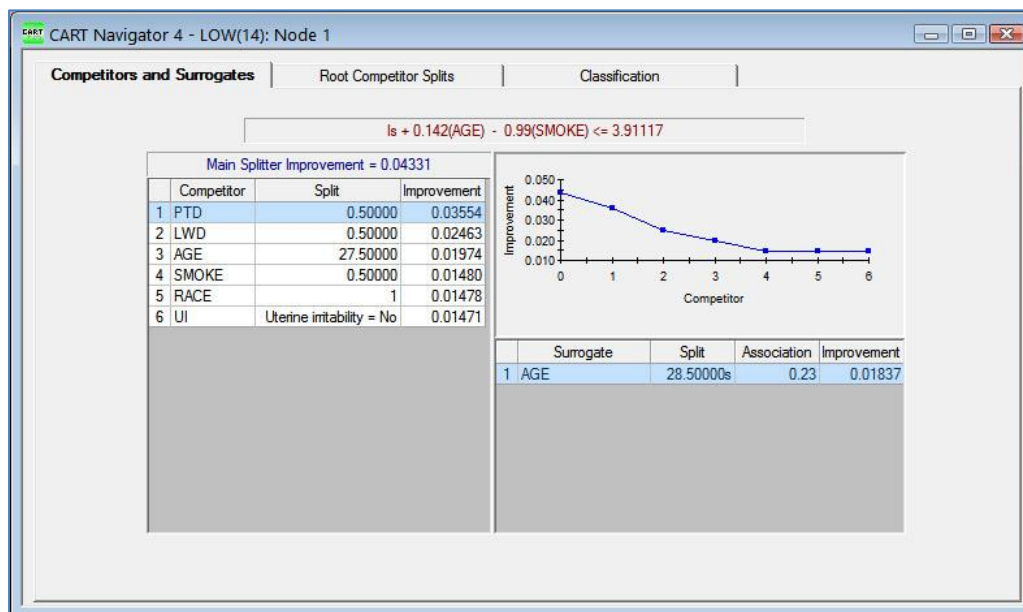 CART CART Navigator 4 - LOW(14): Node 1
Competitors and Surrogates Root Competitor Splits Classification
Is + 0.142(AGE) - 0.99(SMOKE) <= 3.91117
Main Splitter Improvement = 0.04331
Competitor Split Improvement
1 PTD 0.50000 0.03554
2 LWD 0.50000 0.02463
3 AGE 27.50000 0.01974
4 SMOKE 0.50000 0.01480
5 RACE 1 0.01478
6 UI Uterine irritability = No 0.01471
Improvement
0.050
0.040
0.030
0.020
0.010
0 1 2 3 4 5 6
Competitor
Surrogate Split Association Improvement
1 AGE 28.50000s 0.23 0.01837